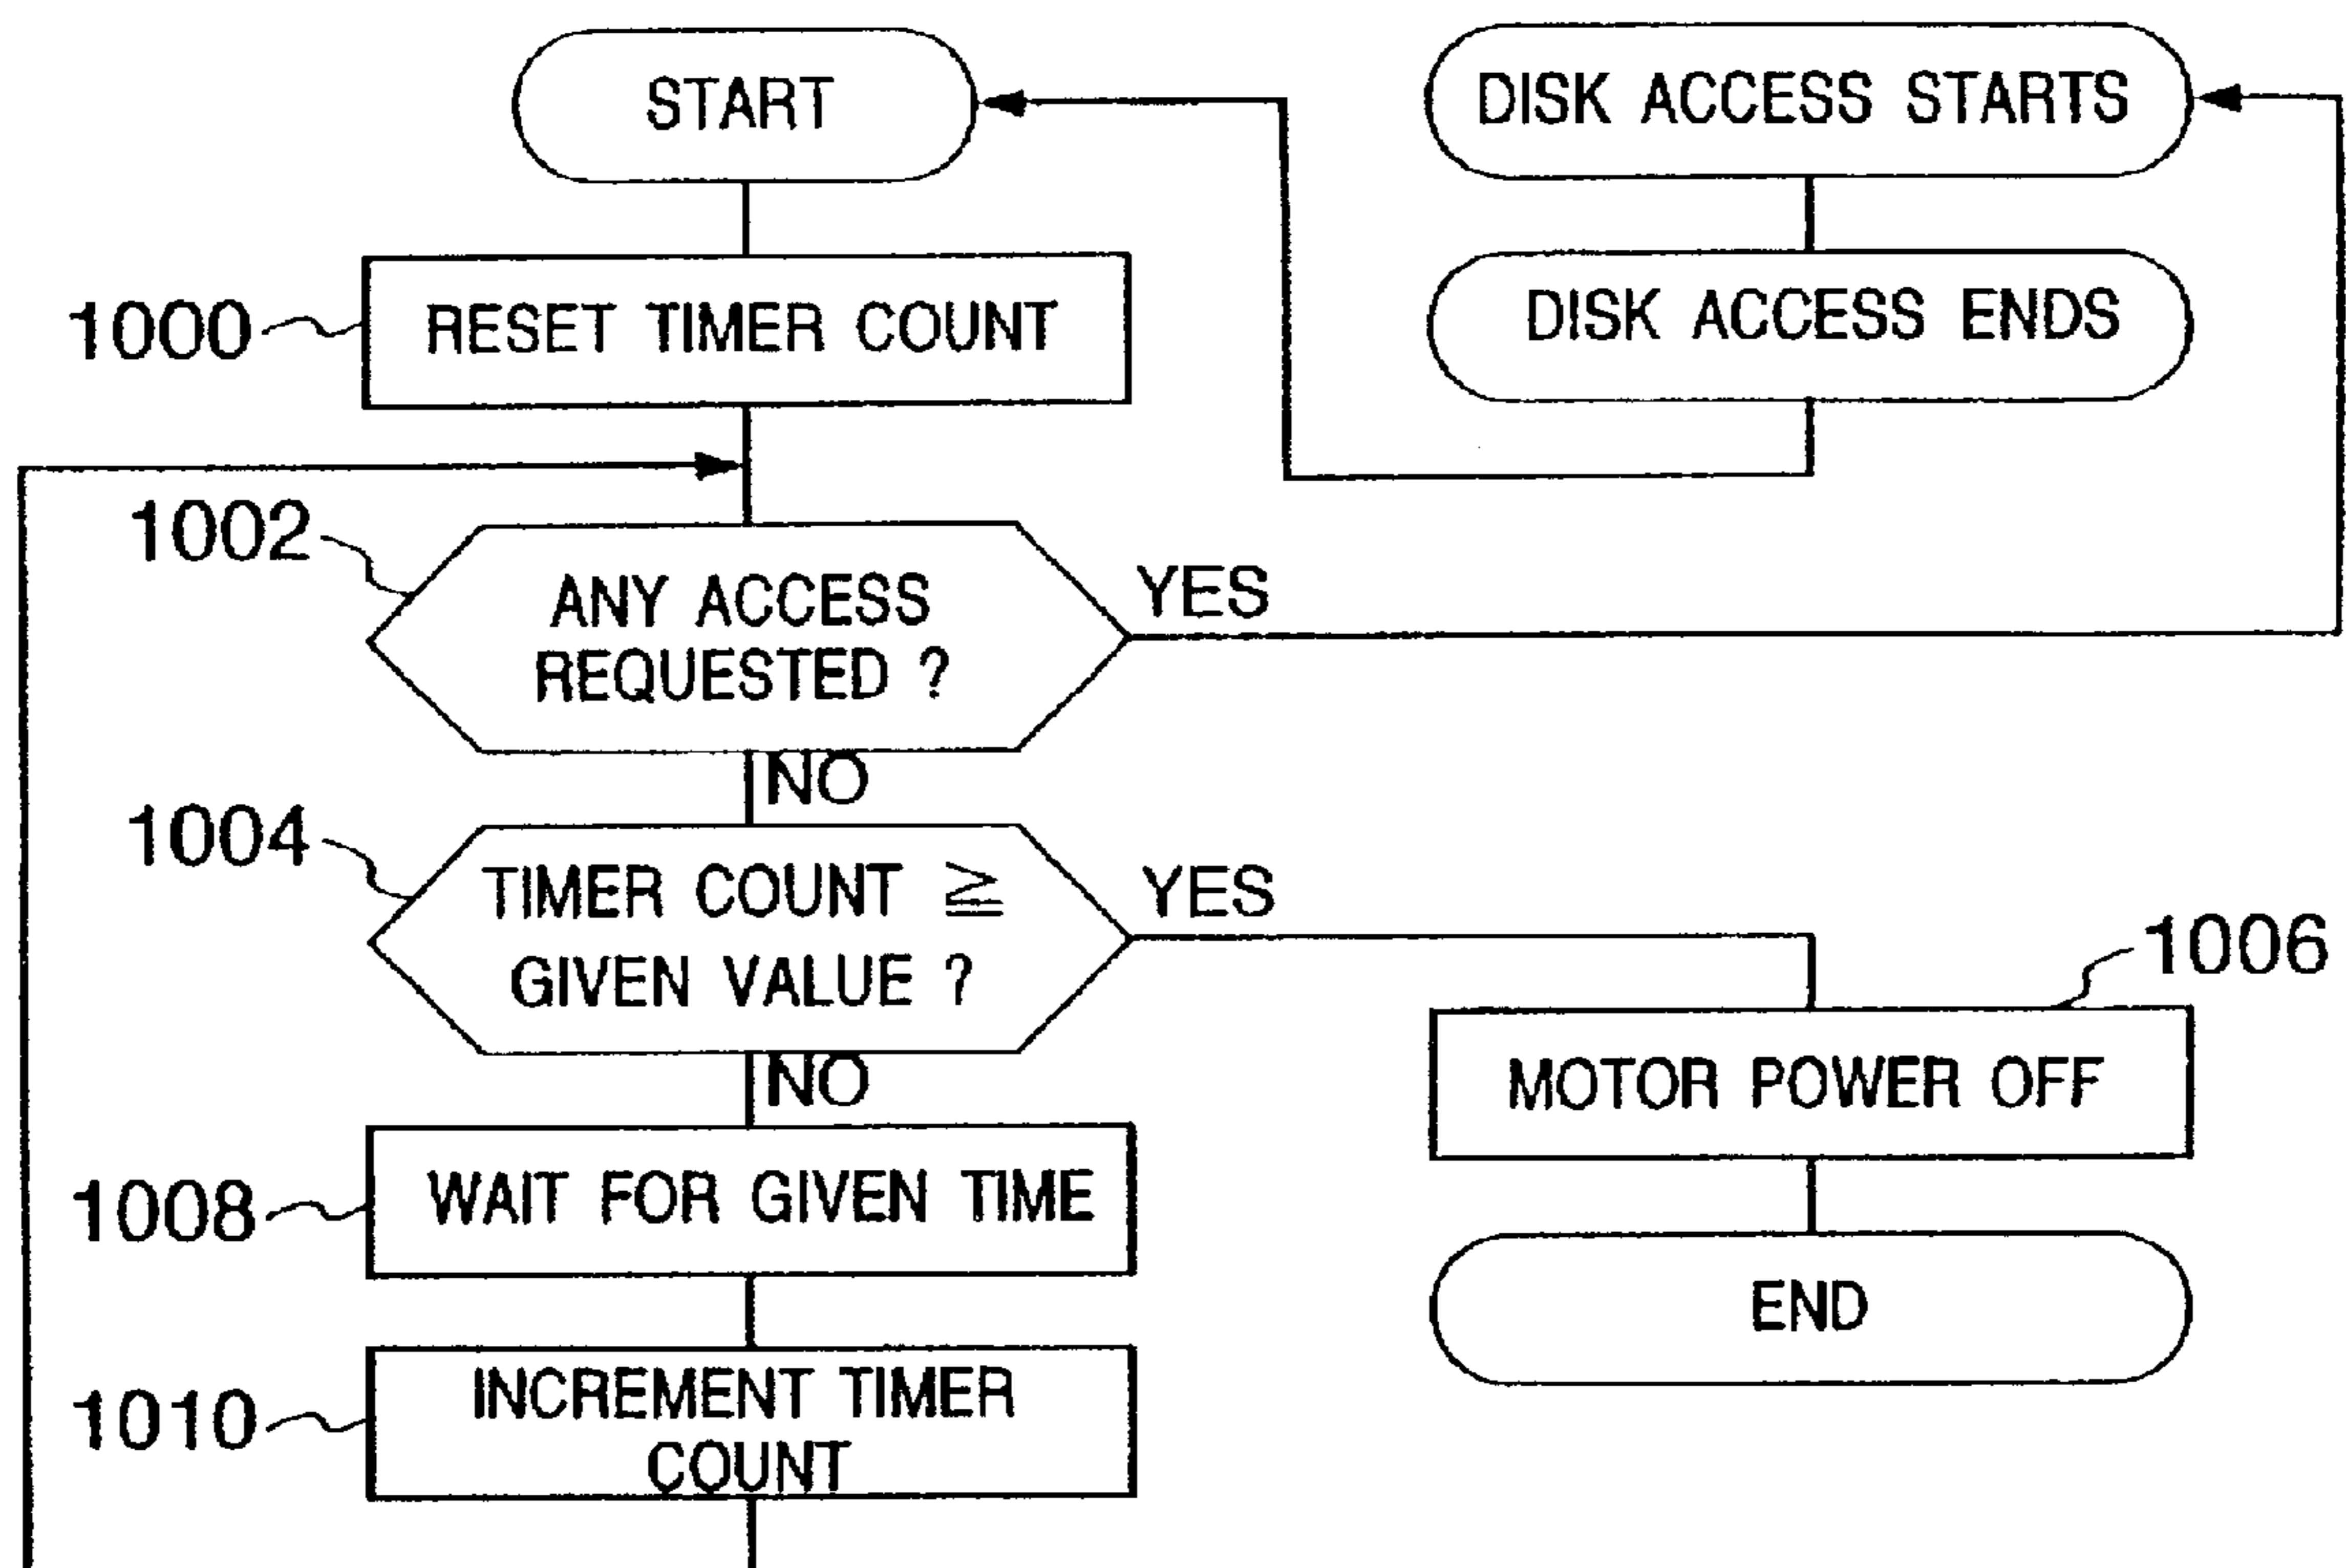 START
DISK ACCESS STARTS
1000
RESET TIMER COUNT
DISK ACCESS ENDS
1002
ANY ACCESS
REQUESTED ?
YES
NO
1004
TIMER COUNT ≧
GIVEN VALUE ?
YES
NO
1006
MOTOR POWER OFF
1008
WAIT FOR GIVEN TIME
END
1010
INCREMENT TIMER
COUNT